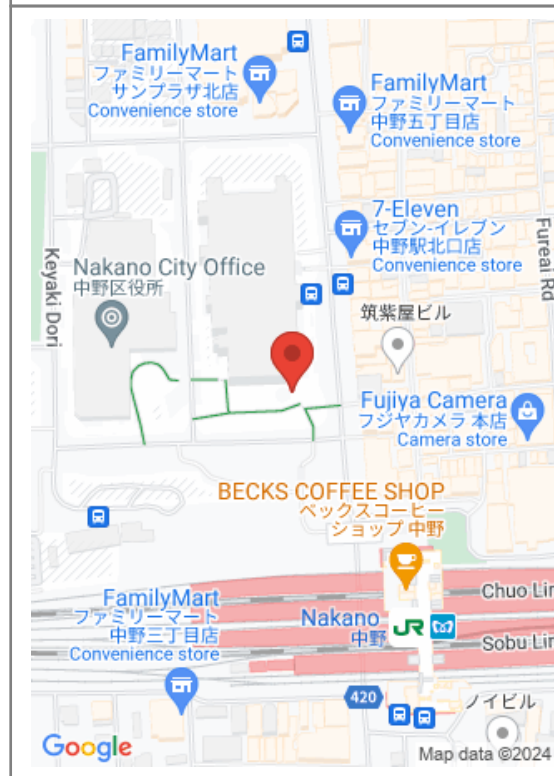 FamilyMart
ファミリーマート
サンプラザ北店
Convenience store
FamilyMart
ファミリーマート
中野五丁目店
Convenience store
7-Eleven
セブン-イレブン
中野駅北口店
Convenience store
Fureai Rd
Keyaki Dori
Nakano City Office
中野区役所
筑紫屋ビル
Fujiya Camera
フジヤカメラ 本店
Camera store
BECKS COFFEE SHOP
ベックスコーヒー
ショップ 中野
Chuo Lin
FamilyMart
ファミリーマート
中野三丁目店
Convenience store
Nakano
中野
JR
Sobu Lin
420
ノイビル
Google
Map data ©2024